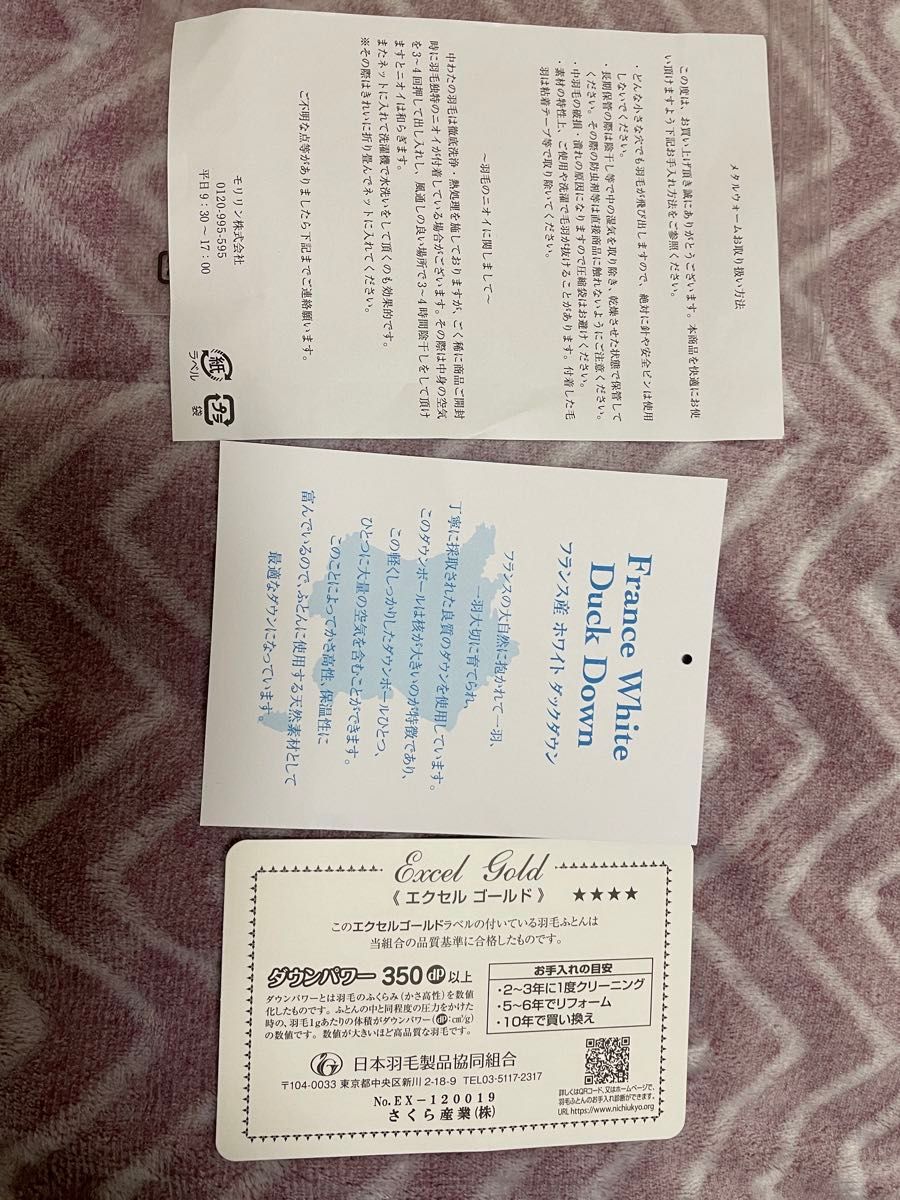 メタルウォームお取り扱い方法
この度は、お買い上げ頂き誠にありがとうございます。本商品を快適にお使
い頂けますよう下記お手入れ方法をご参照ください。
・どんな小さな穴でも羽毛が飛び出しますので、絶対に針や安全ピンは使用
しないでください。
・長期保管の際は陰干し等で中の湿気を取り除き、乾燥させた状態で保管して
ください。その際の防虫剤等は直接商品に触れないようにご注意ください。
・中羽毛の破損・潰れの原因になりますので圧縮袋はお避けください。
・素材の特性上、ご使用や洗濯で毛羽が抜けることがあります。付着した毛
羽は粘着テープ等で取り除いてください。
～羽毛のニオイに関しまして～
中わたの羽毛は徹底洗浄・熱処理を施しておりますが、ごく稀に商品ご開封
時に羽毛独特のニオイが付着している場合がございます。その際は中身の空気
を3~4回押して出し入れし、風通しの良い場所で3~4時間陰干しをして頂け
ますとニオイは和らぎます。
またネットに入れて洗濯機で水洗いをして頂くのも効果的です。
※その際はきれいに折り畳んでネットに入れてください。
ご不明な点等がありましたら下記までご連絡願います。
モリリン株式会社
0120-995-595
平日9:30~17:00
紙
ラベル
プラ
袋
France White
Duck Down
フランス産 ホワイト ダックダウン
フランスの大自然に抱かれて一羽、
一羽大切に育てられ、
丁寧に採取された良質のダウンを使用しています。
このダウンボールは核が大きいのが特徴であり、
この軽くしっかりしたダウンボールひとつ、
ひとつに大量の空気を含むことができます。
このことによってかさ高性、保温性に
富んでいるので、ふとんに使用する天然素材として
最適なダウンになっています。
Excel Gold
《 エクセル ゴールド 》 ★★★★
このエクセルゴールドラベルの付いている羽毛ふとんは
当組合の品質基準に合格したものです。
ダウンパワー 350 dp 以上
ダウンパワーとは羽毛のふくらみ(かさ高性)を数値
化したものです。ふとんの中と同程度の圧力をかけた
時の、羽毛1gあたりの体積がダウンパワー(dp:cm³/g)
の数値です。数値が大きいほど高品質な羽毛です。
お手入れの目安
・2~3年に1度クリーニング
・5~6年でリフォーム
・10年で買い換え
日本羽毛製品協同組合
〒104-0033 東京都中央区新川 2-18-9 TEL03-5117-2317
No.EX-120019
さくら産業(株)
詳しくはQRコード、又はホームページで、
羽毛ふとんのお手入れ診断ができます。
URL https://www.nichiukyo.org